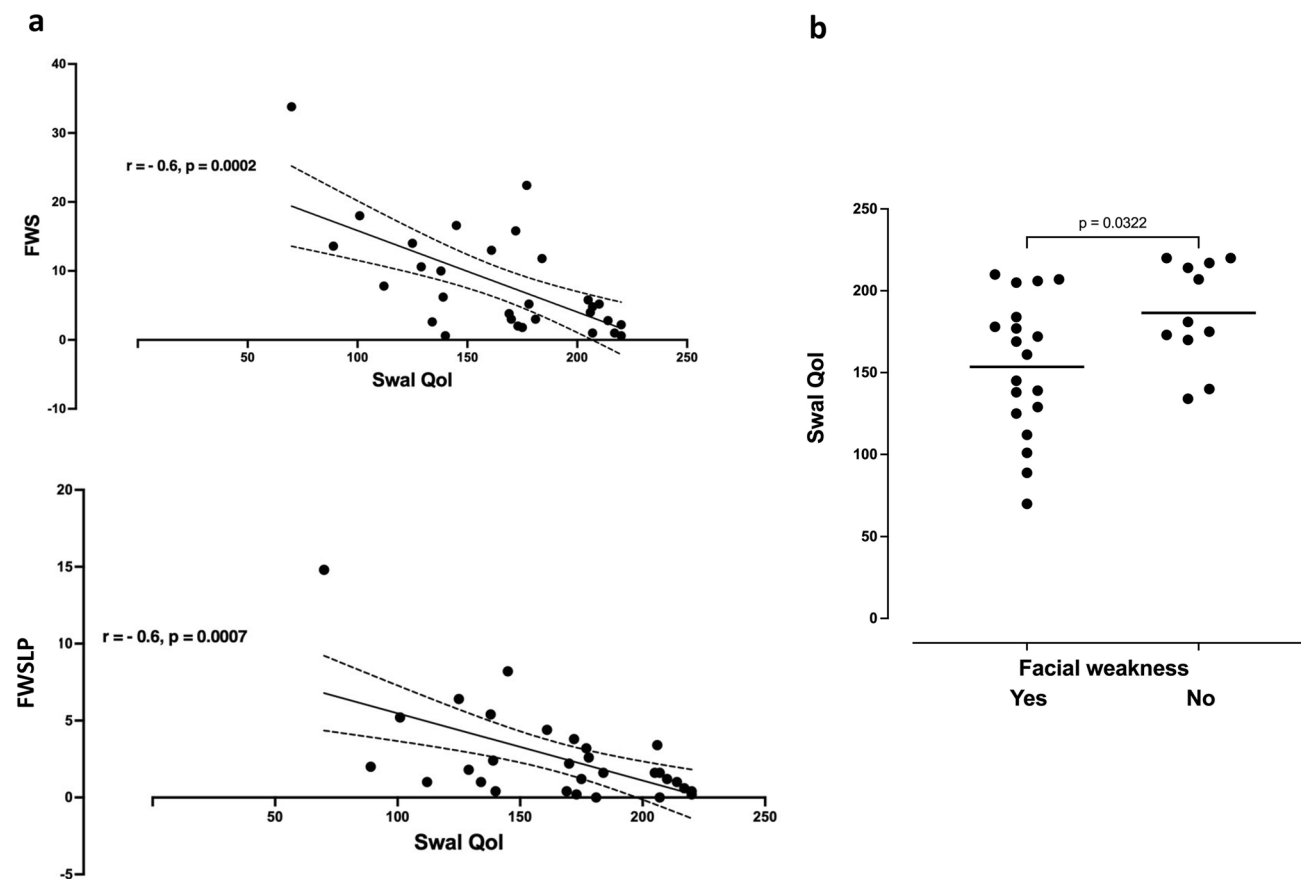 a
40
30
20
10
0
-10
FWS
r = - 0.6, p = 0.0002
50
100
150
200
250
Swal Qol
20
15
10
5
0
-5
FWSLP
r = - 0.6, p = 0.0007
50
100
150
200
250
Swal Qol
b
250
200
150
100
50
0
Swal Qol
p = 0.0322
Facial weakness
Yes No